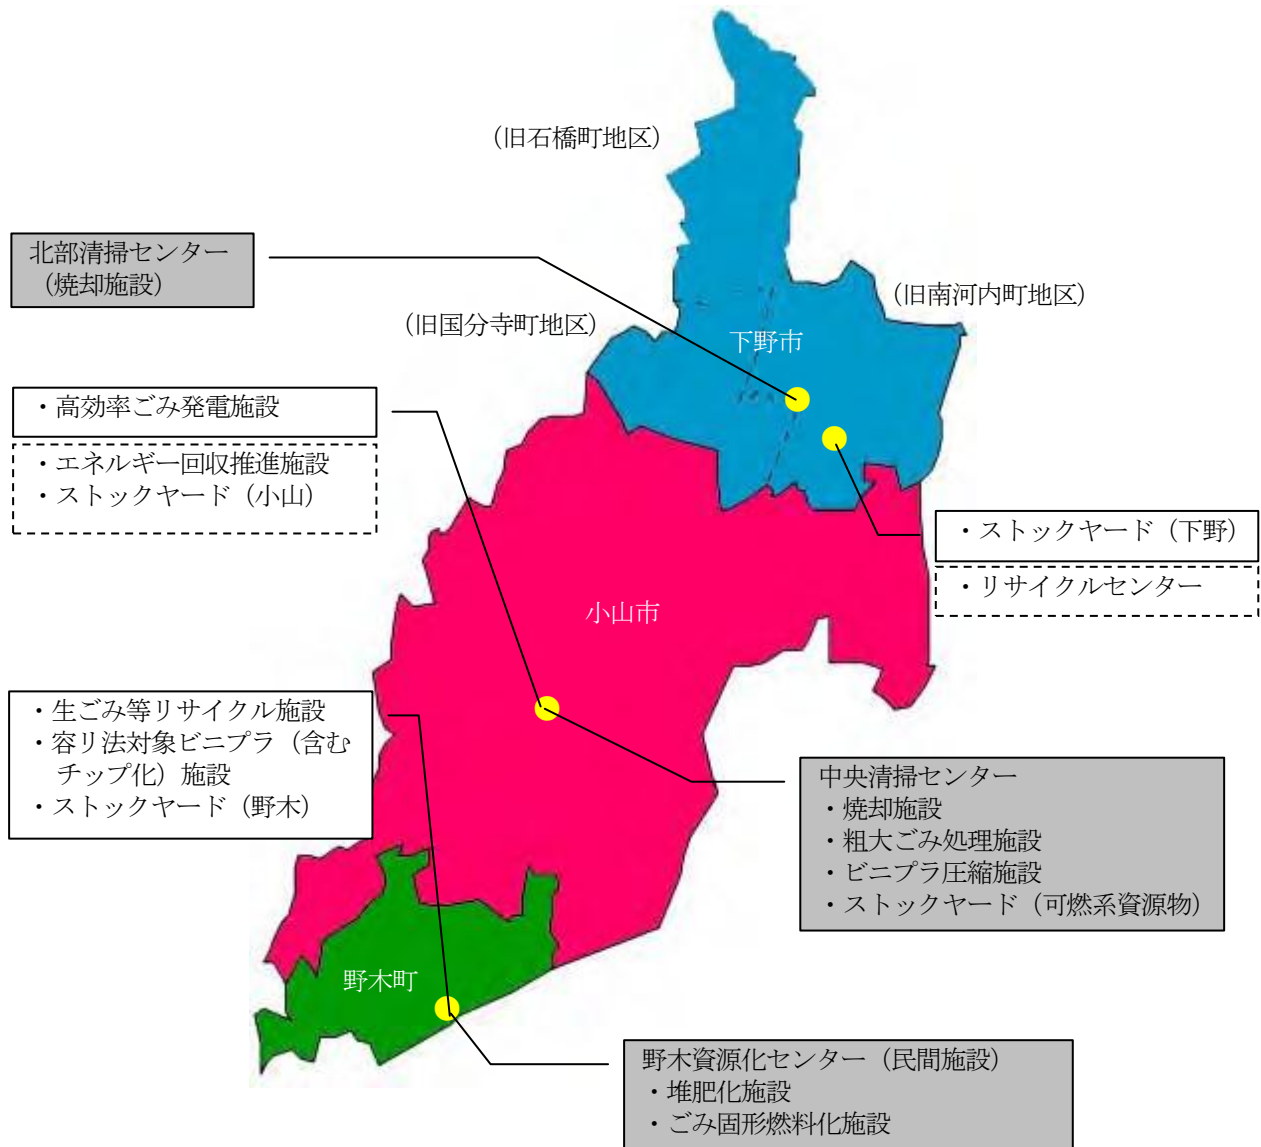 (旧石橋町地区)
北部清掃センター
(焼却施設)
(旧南河内町地区)
(旧国分寺町地区)
下野市
・高効率ごみ発電施設
・エネルギー回収推進施設
・ストックヤード(小山)
・ストックヤード(下野)
・リサイクルセンター
小山市
・生ごみ等リサイクル施設
・容リ法対象ビニプラ(含む
チップ化)施設
・ストックヤード(野木)
中央清掃センター
・焼却施設
・粗大ごみ処理施設
・ビニプラ圧縮施設
・ストックヤード(可燃系資源物)
野木町
野木資源化センター(民間施設)
・堆肥化施設
・ごみ固形燃料化施設